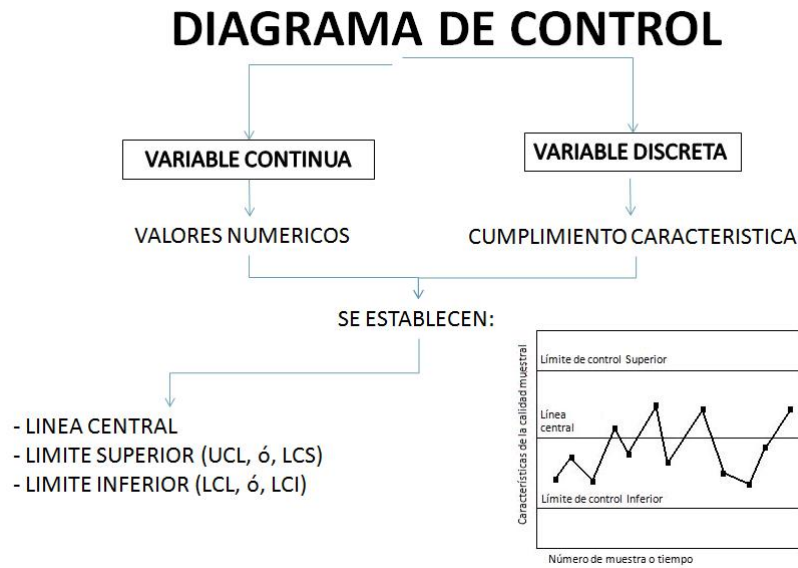 DIAGRAMA DE CONTROL
VARIABLE CONTINUA
VARIABLE DISCRETA
VALORES NUMERICOS
CUMPLIMIENTO CARACTERISTICA
SE ESTABLECEN:
- LINEA CENTRAL
- LIMITE SUPERIOR (UCL, ó, LCS)
- LIMITE INFERIOR (LCL, ó, LCI)
Características de la calidad muestral
Límite de control Superior
Línea
central
Límite de control Inferior
Número de muestra o tiempo